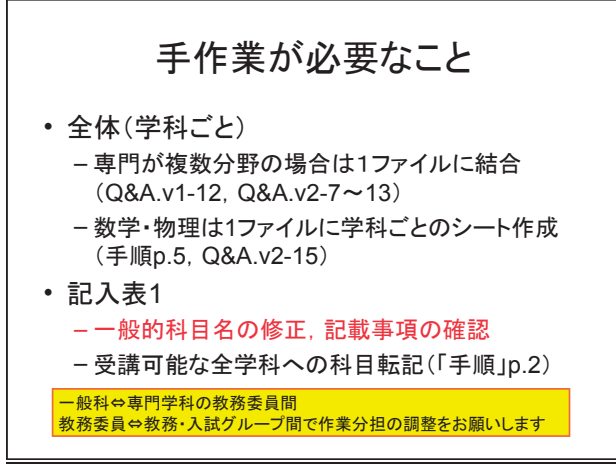 手作業が必要なこと
• 全体(学科ごと)
– 専門が複数分野の場合は1ファイルに結合
(Q&A.v1-12, Q&A.v2-7～13)
– 数学・物理は1ファイルに学科ごとのシート作成
(手順p.5, Q&A.v2-15)
• 記入表1
– 一般的科目名の修正, 記載事項の確認
– 受講可能な全学科への科目転記(「手順」p.2)
一般科⇔専門学科の教務委員間
教務委員⇔教務・入試グループ間で作業分担の調整をお願いします